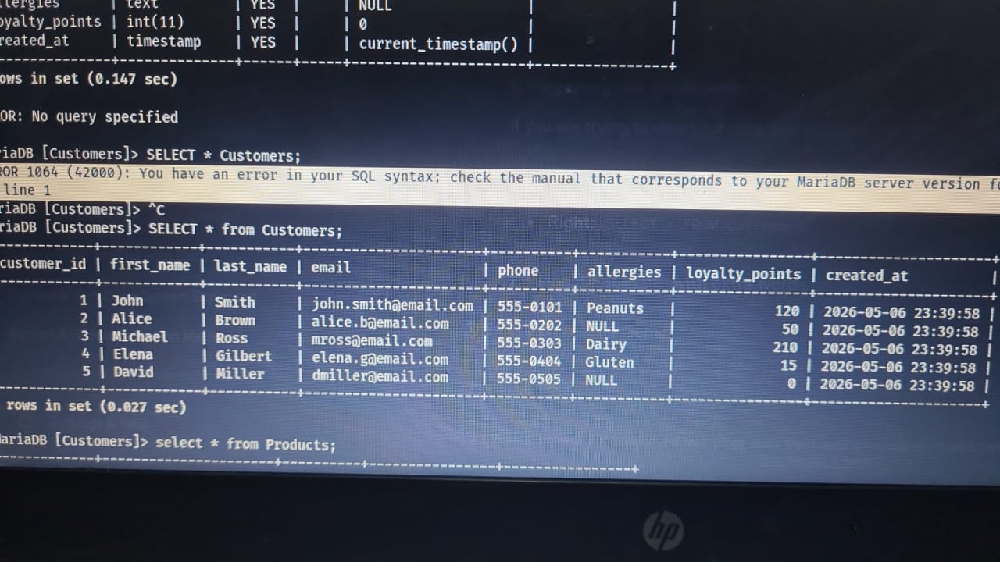 llergies | text | YES | | NULL | |
oyalty_points | int(11) | YES | | 0 | |
reated_at | timestamp | YES | | current_timestamp() | |
ows in set (0.147 sec)
OR: No query specified
riaDB [Customers]> SELECT * Customers;
ROR 1064 (42000): You have an error in your SQL syntax; check the manual that corresponds to your MariaDB server version fo
line 1
riaDB [Customers]> ^C
riaDB [Customers]> SELECT * from Customers;
customer_id | first_name | last_name | email | phone | allergies | loyalty_points | created_at |
1 | John | Smith | john.smith@email.com | 555-0101 | Peanuts | 120 | 2026-05-06 23:39:58 |
2 | Alice | Brown | alice.b@email.com | 555-0202 | NULL | 50 | 2026-05-06 23:39:58 |
3 | Michael | Ross | mross@email.com | 555-0303 | Dairy | 210 | 2026-05-06 23:39:58 |
4 | Elena | Gilbert | elena.g@email.com | 555-0404 | Gluten | 15 | 2026-05-06 23:39:58 |
5 | David | Miller | dmiller@email.com | 555-0505 | NULL | 0 | 2026-05-06 23:39:58 |
rows in set (0.027 sec)
MariaDB [Customers]> select * from Products;
hp